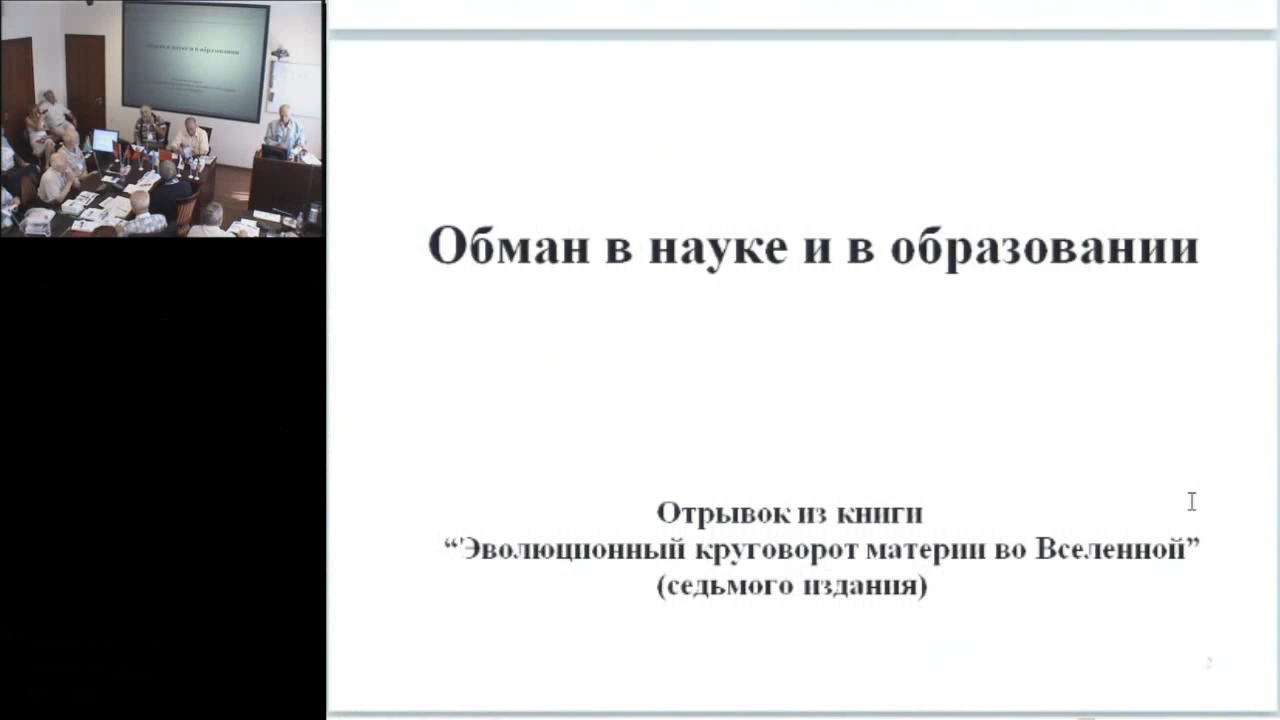 Обман в науке и в образовании
Отрывок из книги
“Эволюционный круговорот материи во Вселенной”
(седьмого издания)